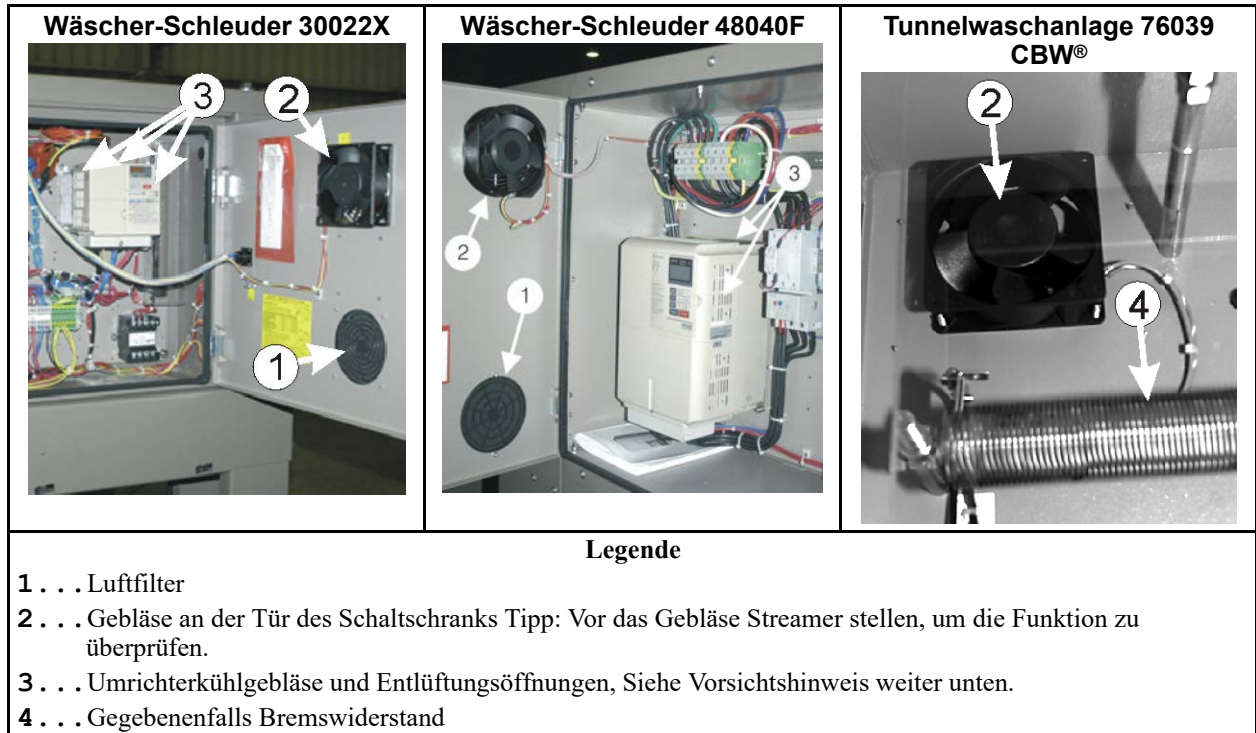 Wäscher-Schleuder 30022X
3
2
1
Wäscher-Schleuder 48040F
3
2
1
Tunnelwaschanlage 76039
CBW®
2
4
Legende
1...Luftfilter
2...Gebläse an der Tür des Schaltschranks Tipp: Vor das Gebläse Streamer stellen, um die Funktion zu
überprüfen.
3...Umrichterkühlgebläse und Entlüftungsöffnungen, Siehe Vorsichtshinweis weiter unten.
4...Gegebenenfalls Bremswiderstand